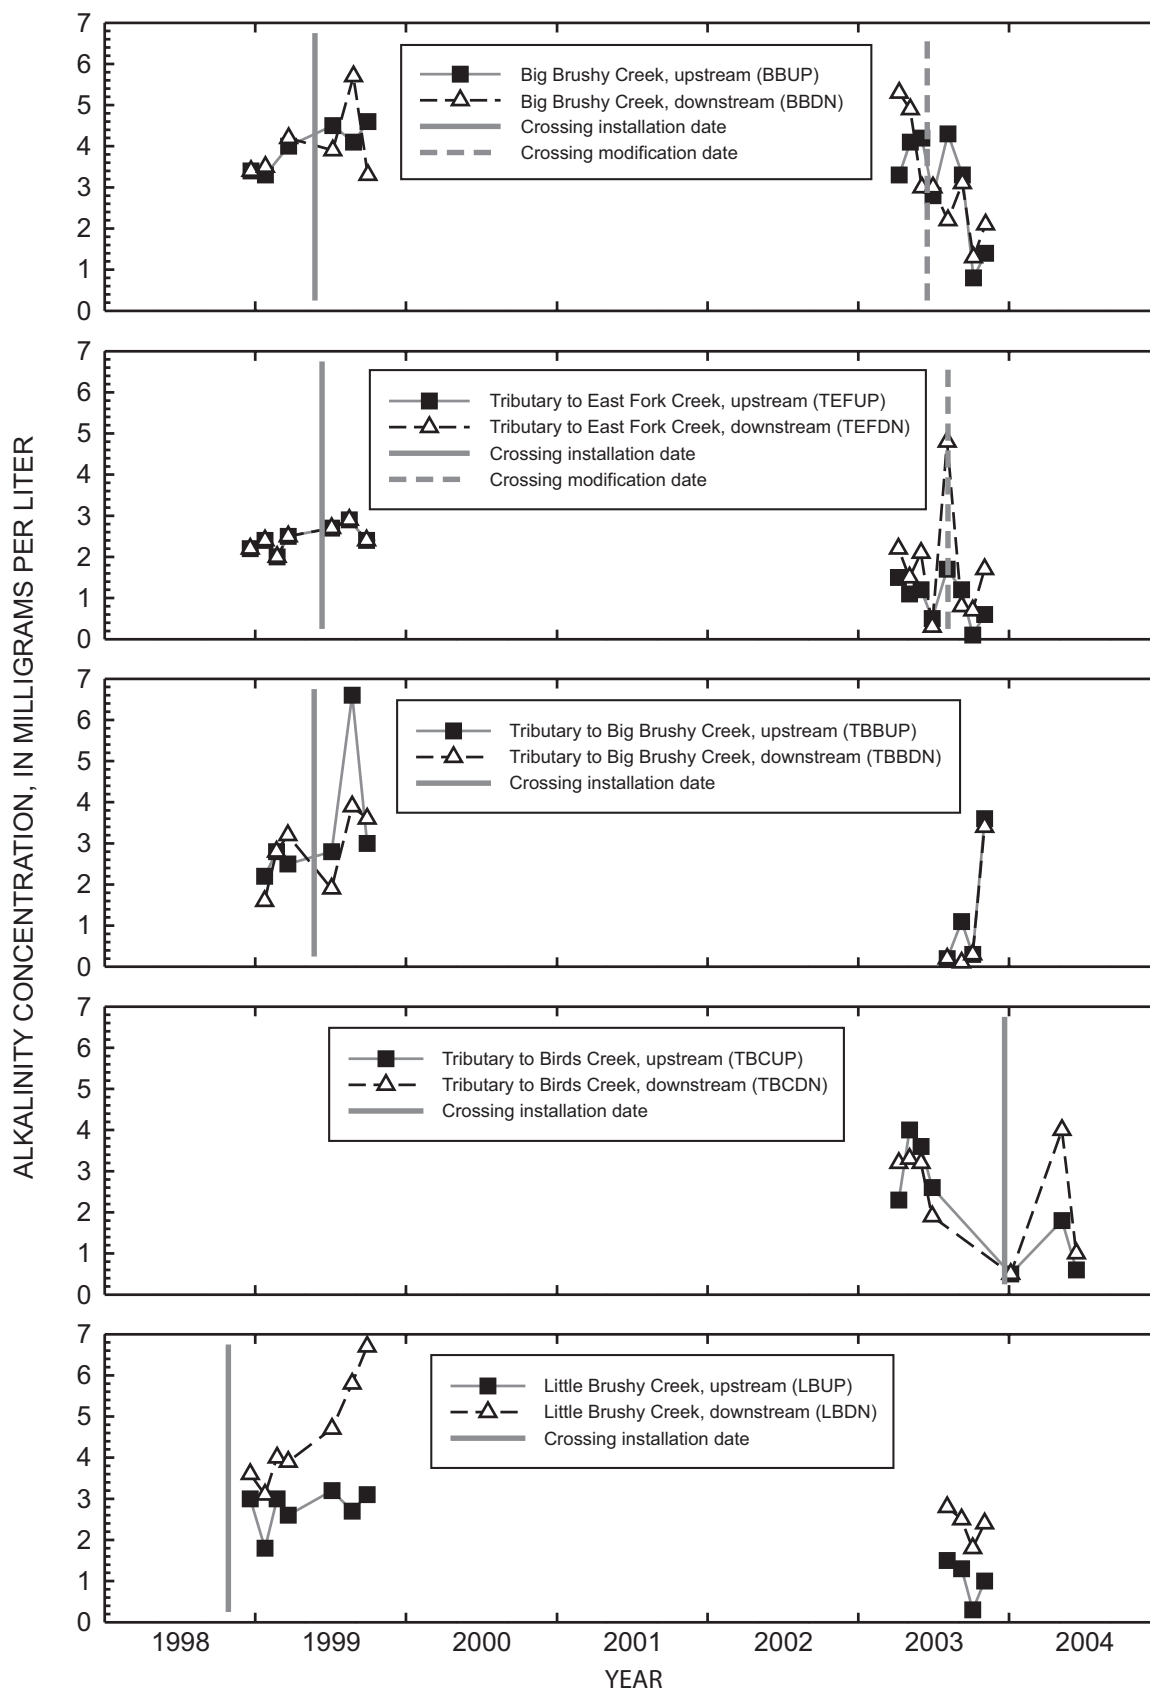 ALKALINITY CONCENTRATION, IN MILLIGRAMS PER LITER
7
6
5
4
3
2
1
0
Big Brushy Creek, upstream (BBUP)
Big Brushy Creek, downstream (BBDN)
Crossing installation date
Crossing modification date
7
6
5
4
3
2
1
0
Tributary to East Fork Creek, upstream (TEFUP)
Tributary to East Fork Creek, downstream (TEFDN)
Crossing installation date
Crossing modification date
7
6
5
4
3
2
1
0
Tributary to Big Brushy Creek, upstream (TBBUP)
Tributary to Big Brushy Creek, downstream (TBBDN)
Crossing installation date
7
6
5
4
3
2
1
0
Tributary to Birds Creek, upstream (TBCUP)
Tributary to Birds Creek, downstream (TBCDN)
Crossing installation date
7
6
5
4
3
2
1
0
Little Brushy Creek, upstream (LBUP)
Little Brushy Creek, downstream (LBDN)
Crossing installation date
1998 1999 2000 2001 2002 2003 2004
YEAR